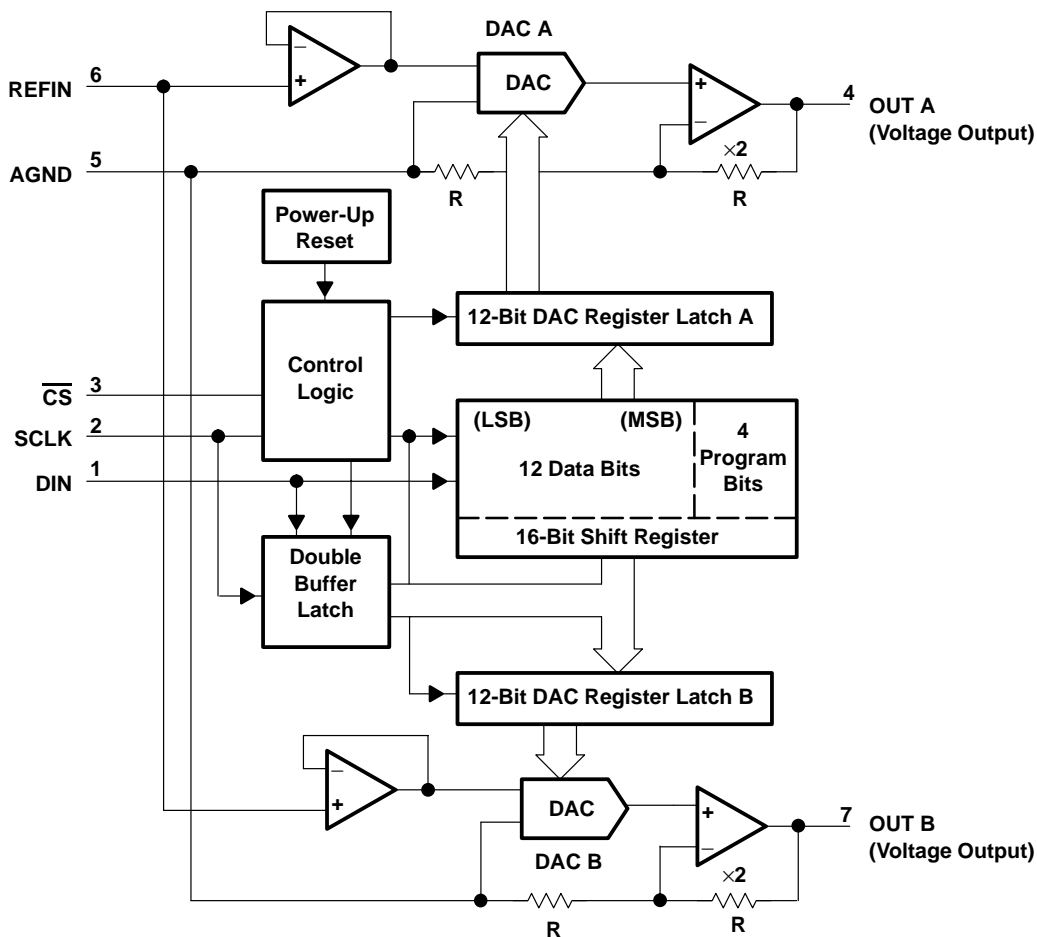 DAC A
REFIN
6
−
+
DAC
+
−
4
OUT A
(Voltage Output)
AGND
5
R
×2
R
Power-Up
Reset
12-Bit DAC Register Latch A
Control
Logic
CS
3
SCLK
2
DIN
1
(LSB)
(MSB)
12 Data Bits
4
Program
Bits
16-Bit Shift Register
Double
Buffer
Latch
12-Bit DAC Register Latch B
−
+
DAC
DAC B
+
−
7
OUT B
(Voltage Output)
R
×2
R